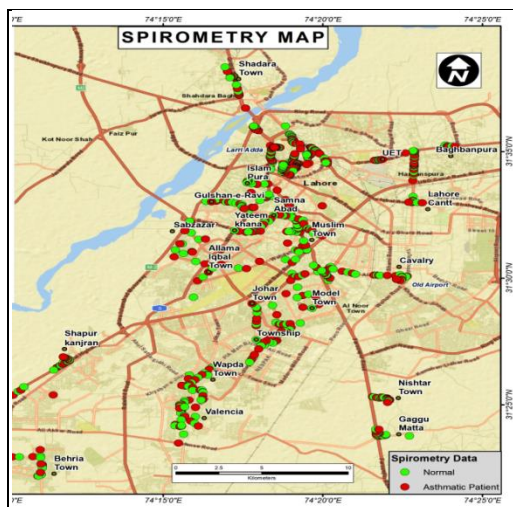 74°15'0"E 74°20'0"E 74°25'0"E
SPIROMETRY MAP
N
Shadara
Town
Shahdara Bagh
Kot Noor Shah
Faiz Pur
Larri Adda
UET
Baghbanpura
31°35'0"N
Islam
Pura
Lahore
Gulshan-e-Ravi
Samna
Abad
Lahore
Cantt
Yateem
khana
Sabzazar
Muslim
Town
Allama
Iqbal
Town
Cavalry
31°30'0"N
Old Airport
Johar
Town
Model
Town
Al Noor
Town
Shapur
kanjran
Township
Wapda
Town
Nishtar
Town
31°25'0"N
Valencia
Gaggu
Matta
Behria
Town
0 2.5 5 10
Kilometers
Spirometry Data
Normal
Asthmatic Patient
74°15'0"E 74°20'0"E